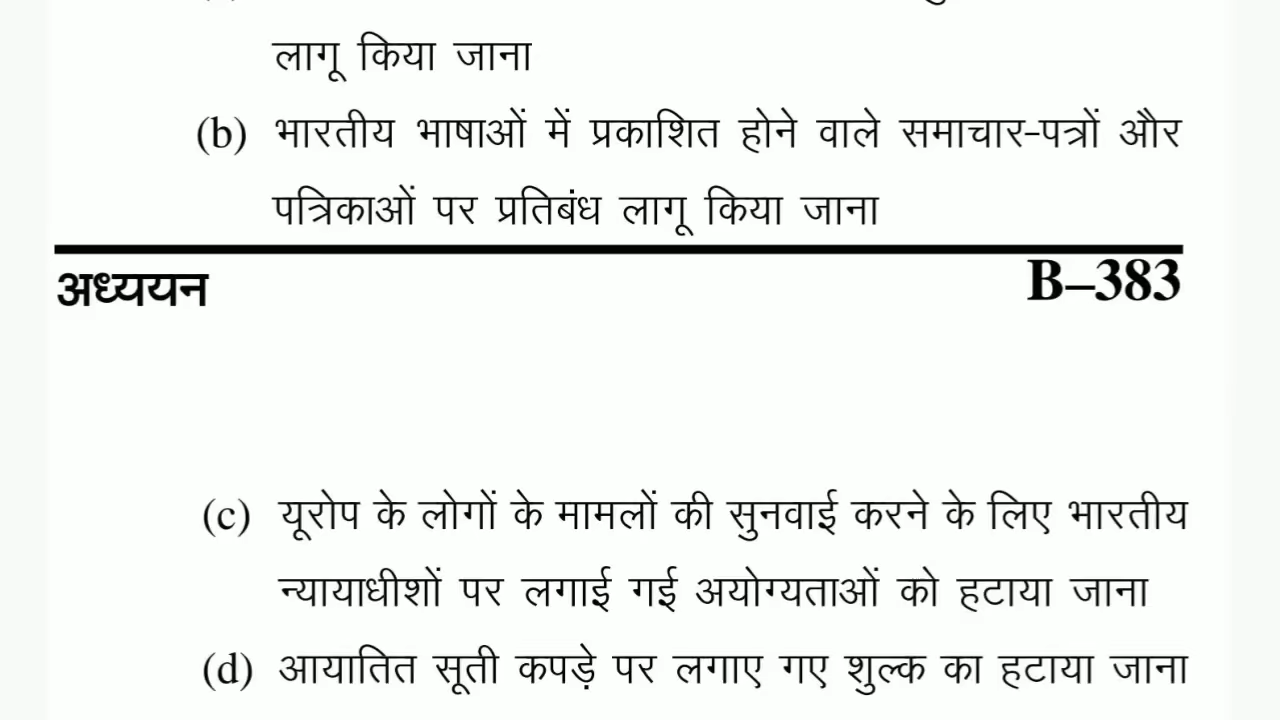 लागू किया जाना
(b) भारतीय भाषाओं में प्रकाशित होने वाले समाचार-पत्रों और
पत्रिकाओं पर प्रतिबंध लागू किया जाना
अध्ययन B–383
(c) यूरोप के लोगों के मामलों की सुनवाई करने के लिए भारतीय
न्यायाधीशों पर लगाई गई अयोग्यताओं को हटाया जाना
(d) आयातित सूती कपड़े पर लगाए गए शुल्क का हटाया जाना